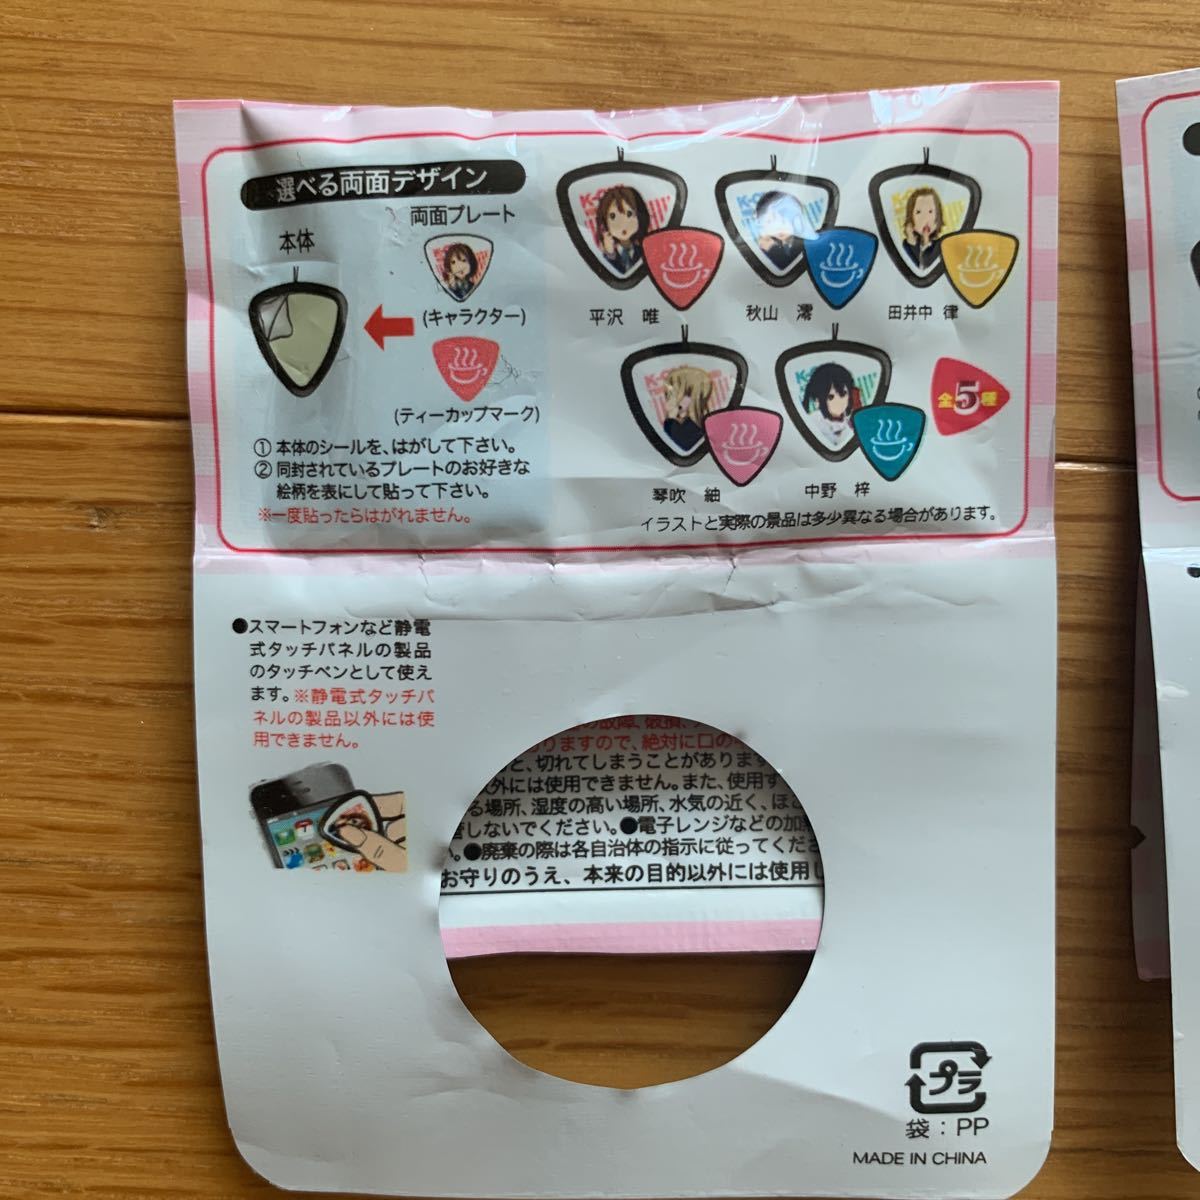 選べる両面デザイン
本体
両面プレート
(キャラクター)
(ティーカップマーク)
① 本体のシールを、はがして下さい。
② 同封されているプレートのお好きな
絵柄を表にして貼って下さい。
※一度貼ったらはがれません。
平沢 唯
秋山 澪
田井中 律
琴吹 紬
中野 梓
全5種
イラストと実際の景品は多少異なる場合があります。
●スマートフォンなど静電
式タッチパネルの製品
のタッチペンとして使え
ます。※静電式タッチパ
ネルの製品以外には使
用できません。
の故障、破損、
りますので、絶対に口の
と、切れてしまうことがあります
以外には使用できません。また、使用す
る場所、湿度の高い場所、水気の近く、ほこ
しないでください。●電子レンジなどの加
い。●廃棄の際は各自治体の指示に従ってくださ
お守りのうえ、本来の目的以外には使用し
プラ
袋：PP
MADE IN CHINA